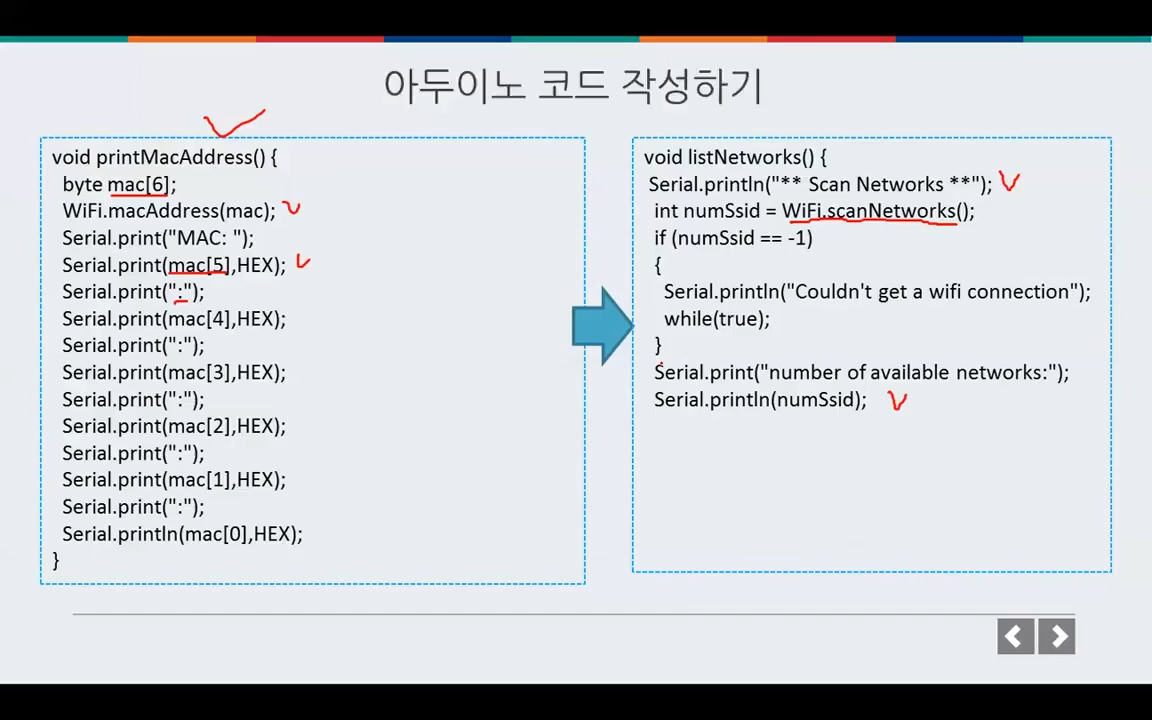 아두이노 코드 작성하기
void printMacAddress() {
byte mac[6];
WiFi.macAddress(mac);
Serial.print("MAC: ");
Serial.print(mac[5],HEX);
Serial.print(":");
Serial.print(mac[4],HEX);
Serial.print(":");
Serial.print(mac[3],HEX);
Serial.print(":");
Serial.print(mac[2],HEX);
Serial.print(":");
Serial.print(mac[1],HEX);
Serial.print(":");
Serial.println(mac[0],HEX);
}
void listNetworks() {
Serial.println("** Scan Networks **");
int numSsid = WiFi.scanNetworks();
if (numSsid == -1)
{
Serial.println("Couldn't get a wifi connection");
while(true);
}
Serial.print("number of available networks:");
Serial.println(numSsid);